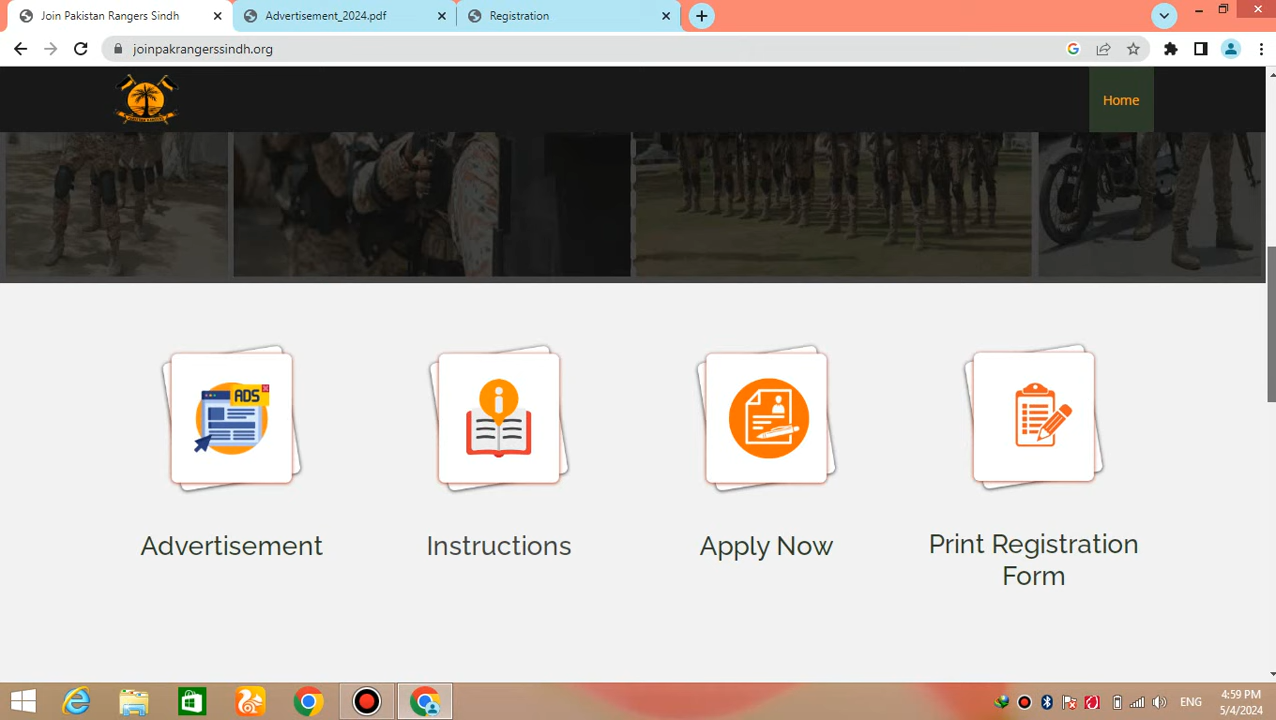 Join Pakistan Rangers Sindh
Advertisement_2024.pdf
Registration
joinpakrangerssindh.org
Home
ADS
Advertisement
Instructions
Apply Now
Print Registration
Form
ENG
4:59 PM
5/4/2024